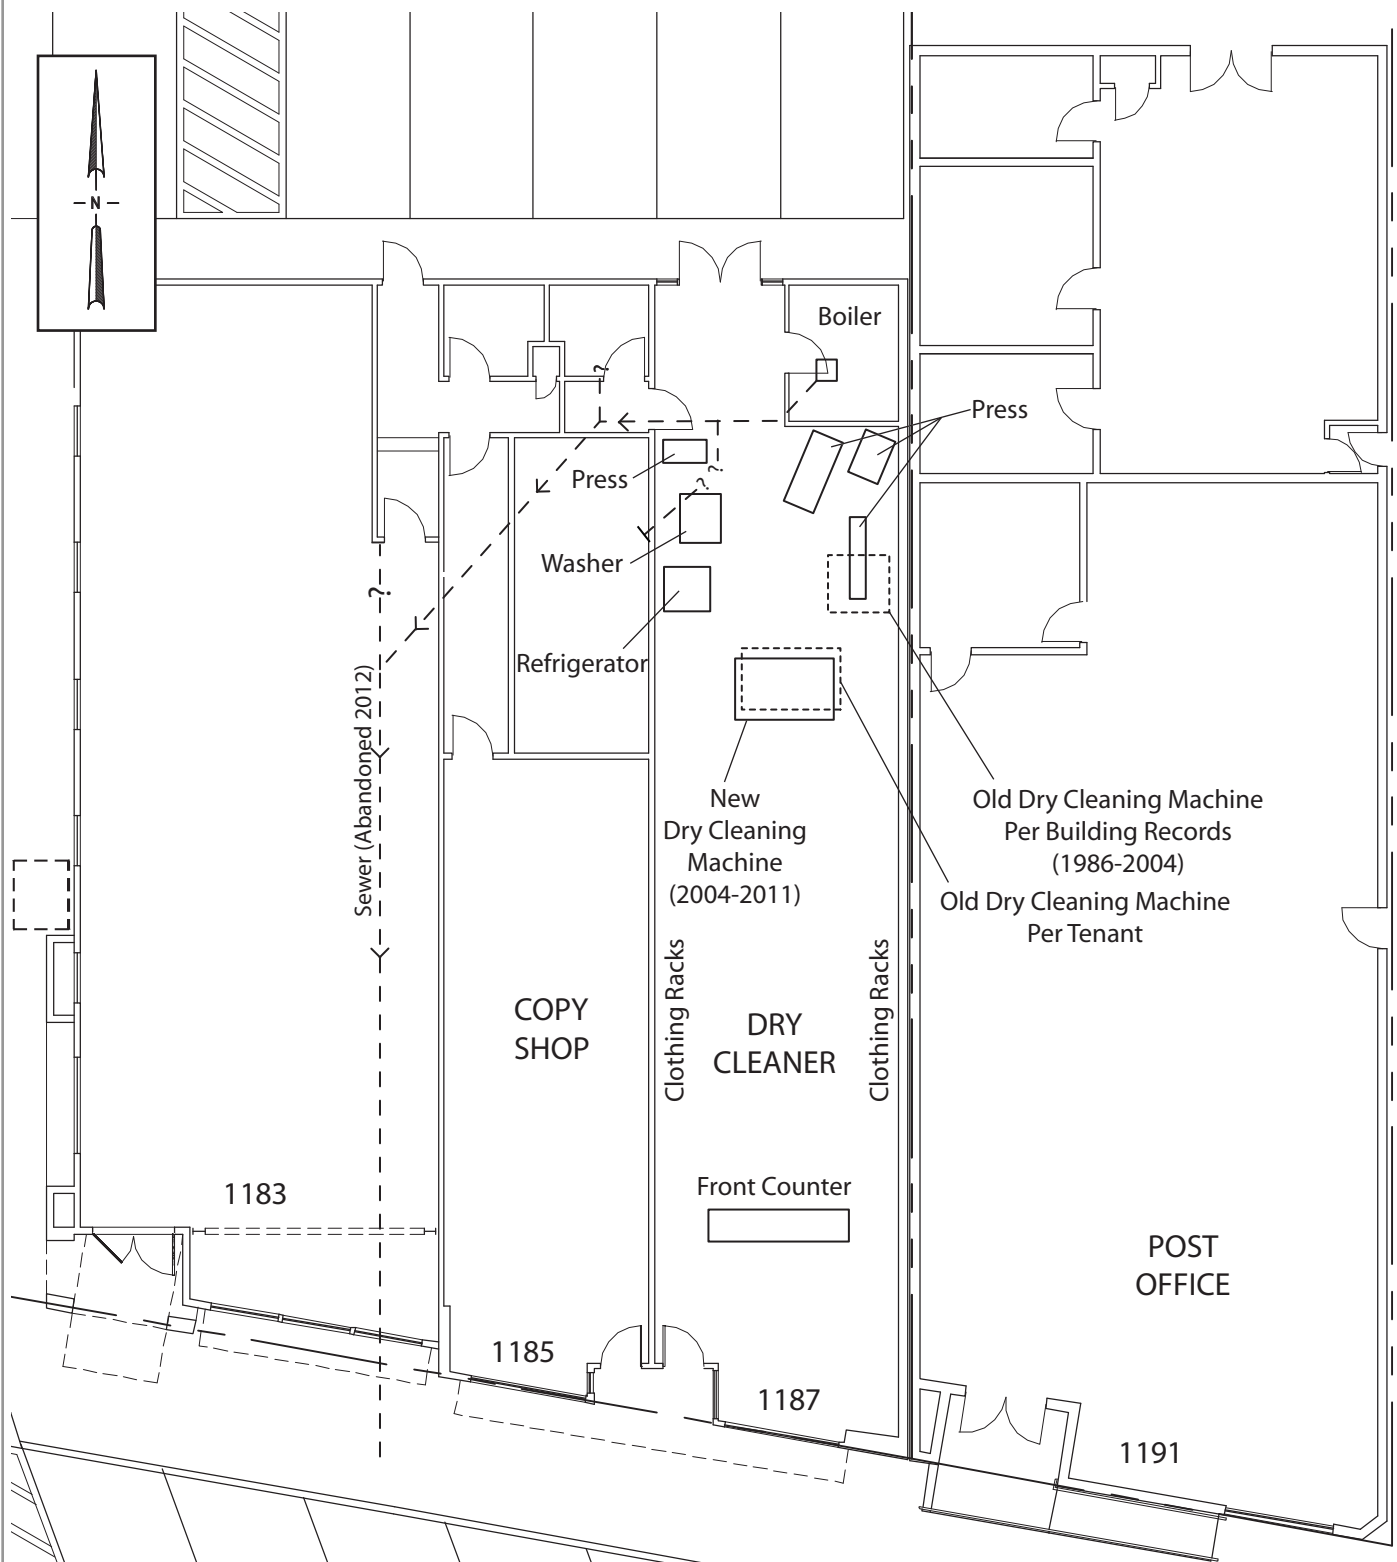 N
Boiler
Press
Press
?
?
?
?
Washer
Refrigerator
Sewer (Abandoned 2012)
New
Dry Cleaning
Machine
(2004-2011)
Old Dry Cleaning Machine
Per Building Records
(1986-2004)
Old Dry Cleaning Machine
Per Tenant
Clothing Racks
Clothing Racks
COPY
SHOP
DRY
CLEANER
1183
Front Counter
POST
OFFICE
1185
1187
1191